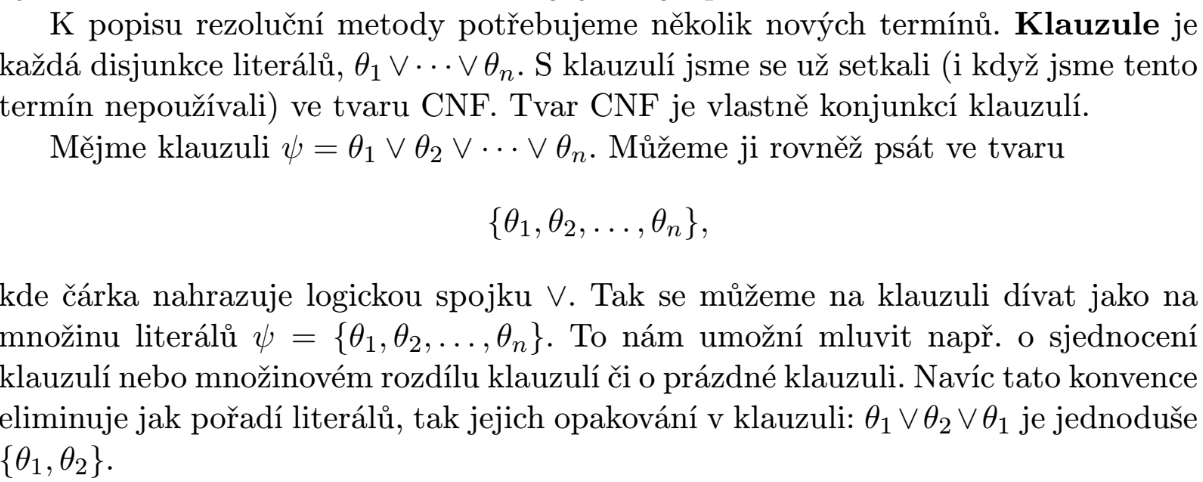 K popisu rezoluční metody potřebujeme několik nových termínů. Klauzule je
každá disjunkce literálů, θ₁ ∨ ⋯ ∨ θₙ. S klauzulí jsme se už setkali (i když jsme tento
termín nepoužívali) ve tvaru CNF. Tvar CNF je vlastně konjunkcí klauzulí.
Mějme klauzuli ψ = θ₁ ∨ θ₂ ∨ ⋯ ∨ θₙ. Můžeme ji rovněž psát ve tvaru
{θ₁, θ₂, . . . , θₙ},
kde čárka nahrazuje logickou spojku ∨. Tak se můžeme na klauzuli dívat jako na
množinu literálů ψ = {θ₁, θ₂, . . . , θₙ}. To nám umožní mluvit např. o sjednocení
klauzulí nebo množinovém rozdílu klauzulí či o prázdné klauzuli. Navíc tato konvence
eliminuje jak pořadí literálů, tak jejich opakování v klauzuli: θ₁ ∨ θ₂ ∨ θ₁ je jednoduše
{θ₁, θ₂}.